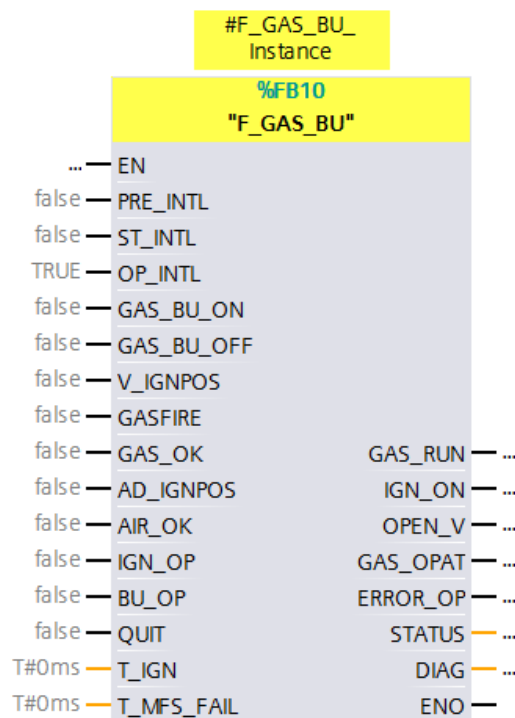 #F_GAS_BU_
Instance
%FB10
"F_GAS_BU"
... EN
false PRE_INTL
false ST_INTL
TRUE OP_INTL
false GAS_BU_ON
false GAS_BU_OFF
false V_IGNPOS
false GASFIRE
false GAS_OK GAS_RUN ...
false AD_IGNPOS IGN_ON ...
false AIR_OK OPEN_V ...
false IGN_OP GAS_OPAT ...
false BU_OP ERROR_OP ...
false QUIT STATUS ...
T#0ms T_IGN DIAG ...
T#0ms T_MFS_FAIL ENO